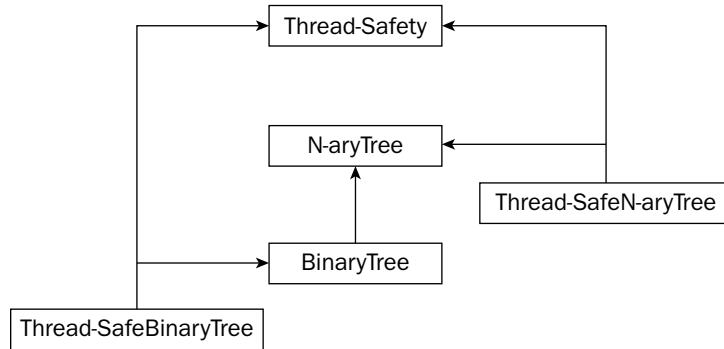 Thread-Safety
N-aryTree
Thread-SafeN-aryTree
BinaryTree
Thread-SafeBinaryTree